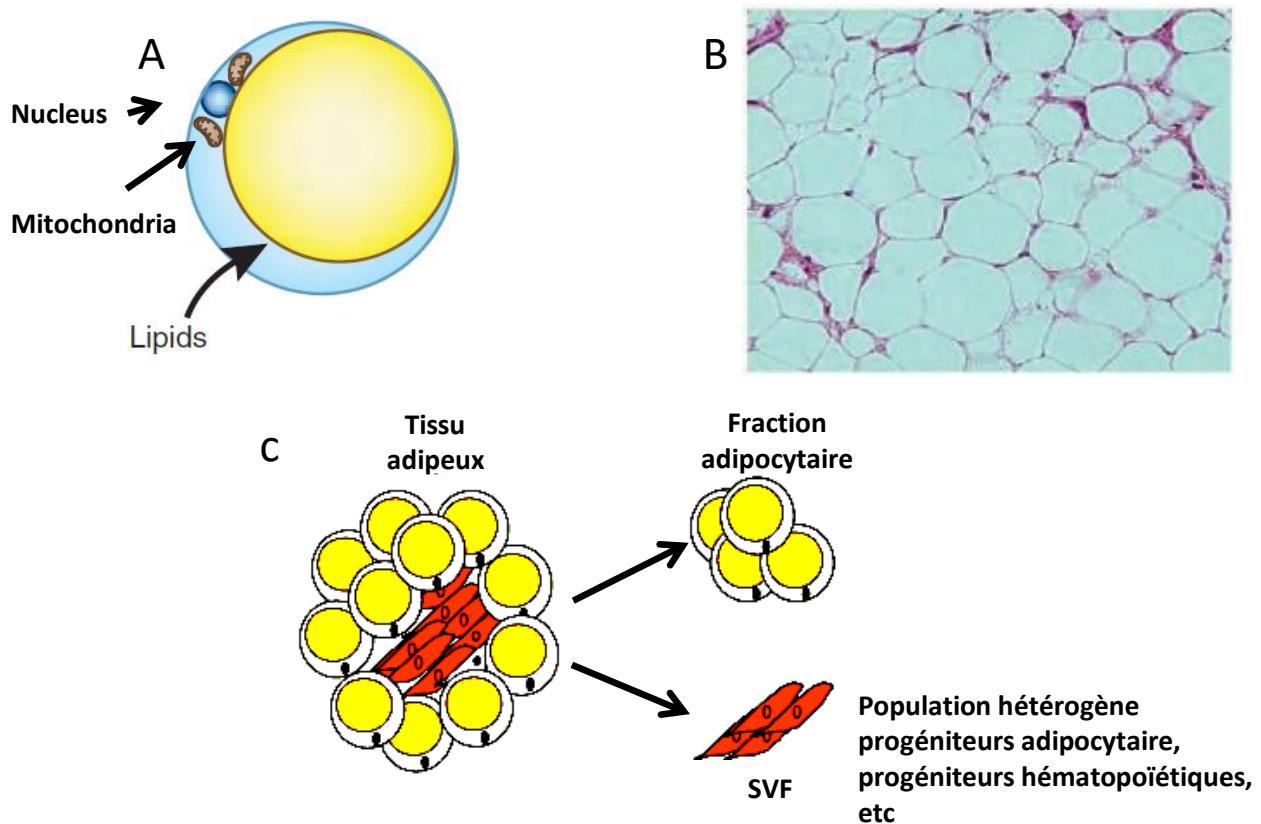 A
B
Nucleus
Mitochondria
Lipids
C
Tissu
adipeux
Fraction
adipocytaire
SVF
Population hétérogène
progéniteurs adipocytaire,
progéniteurs hématopoïétiques,
etc